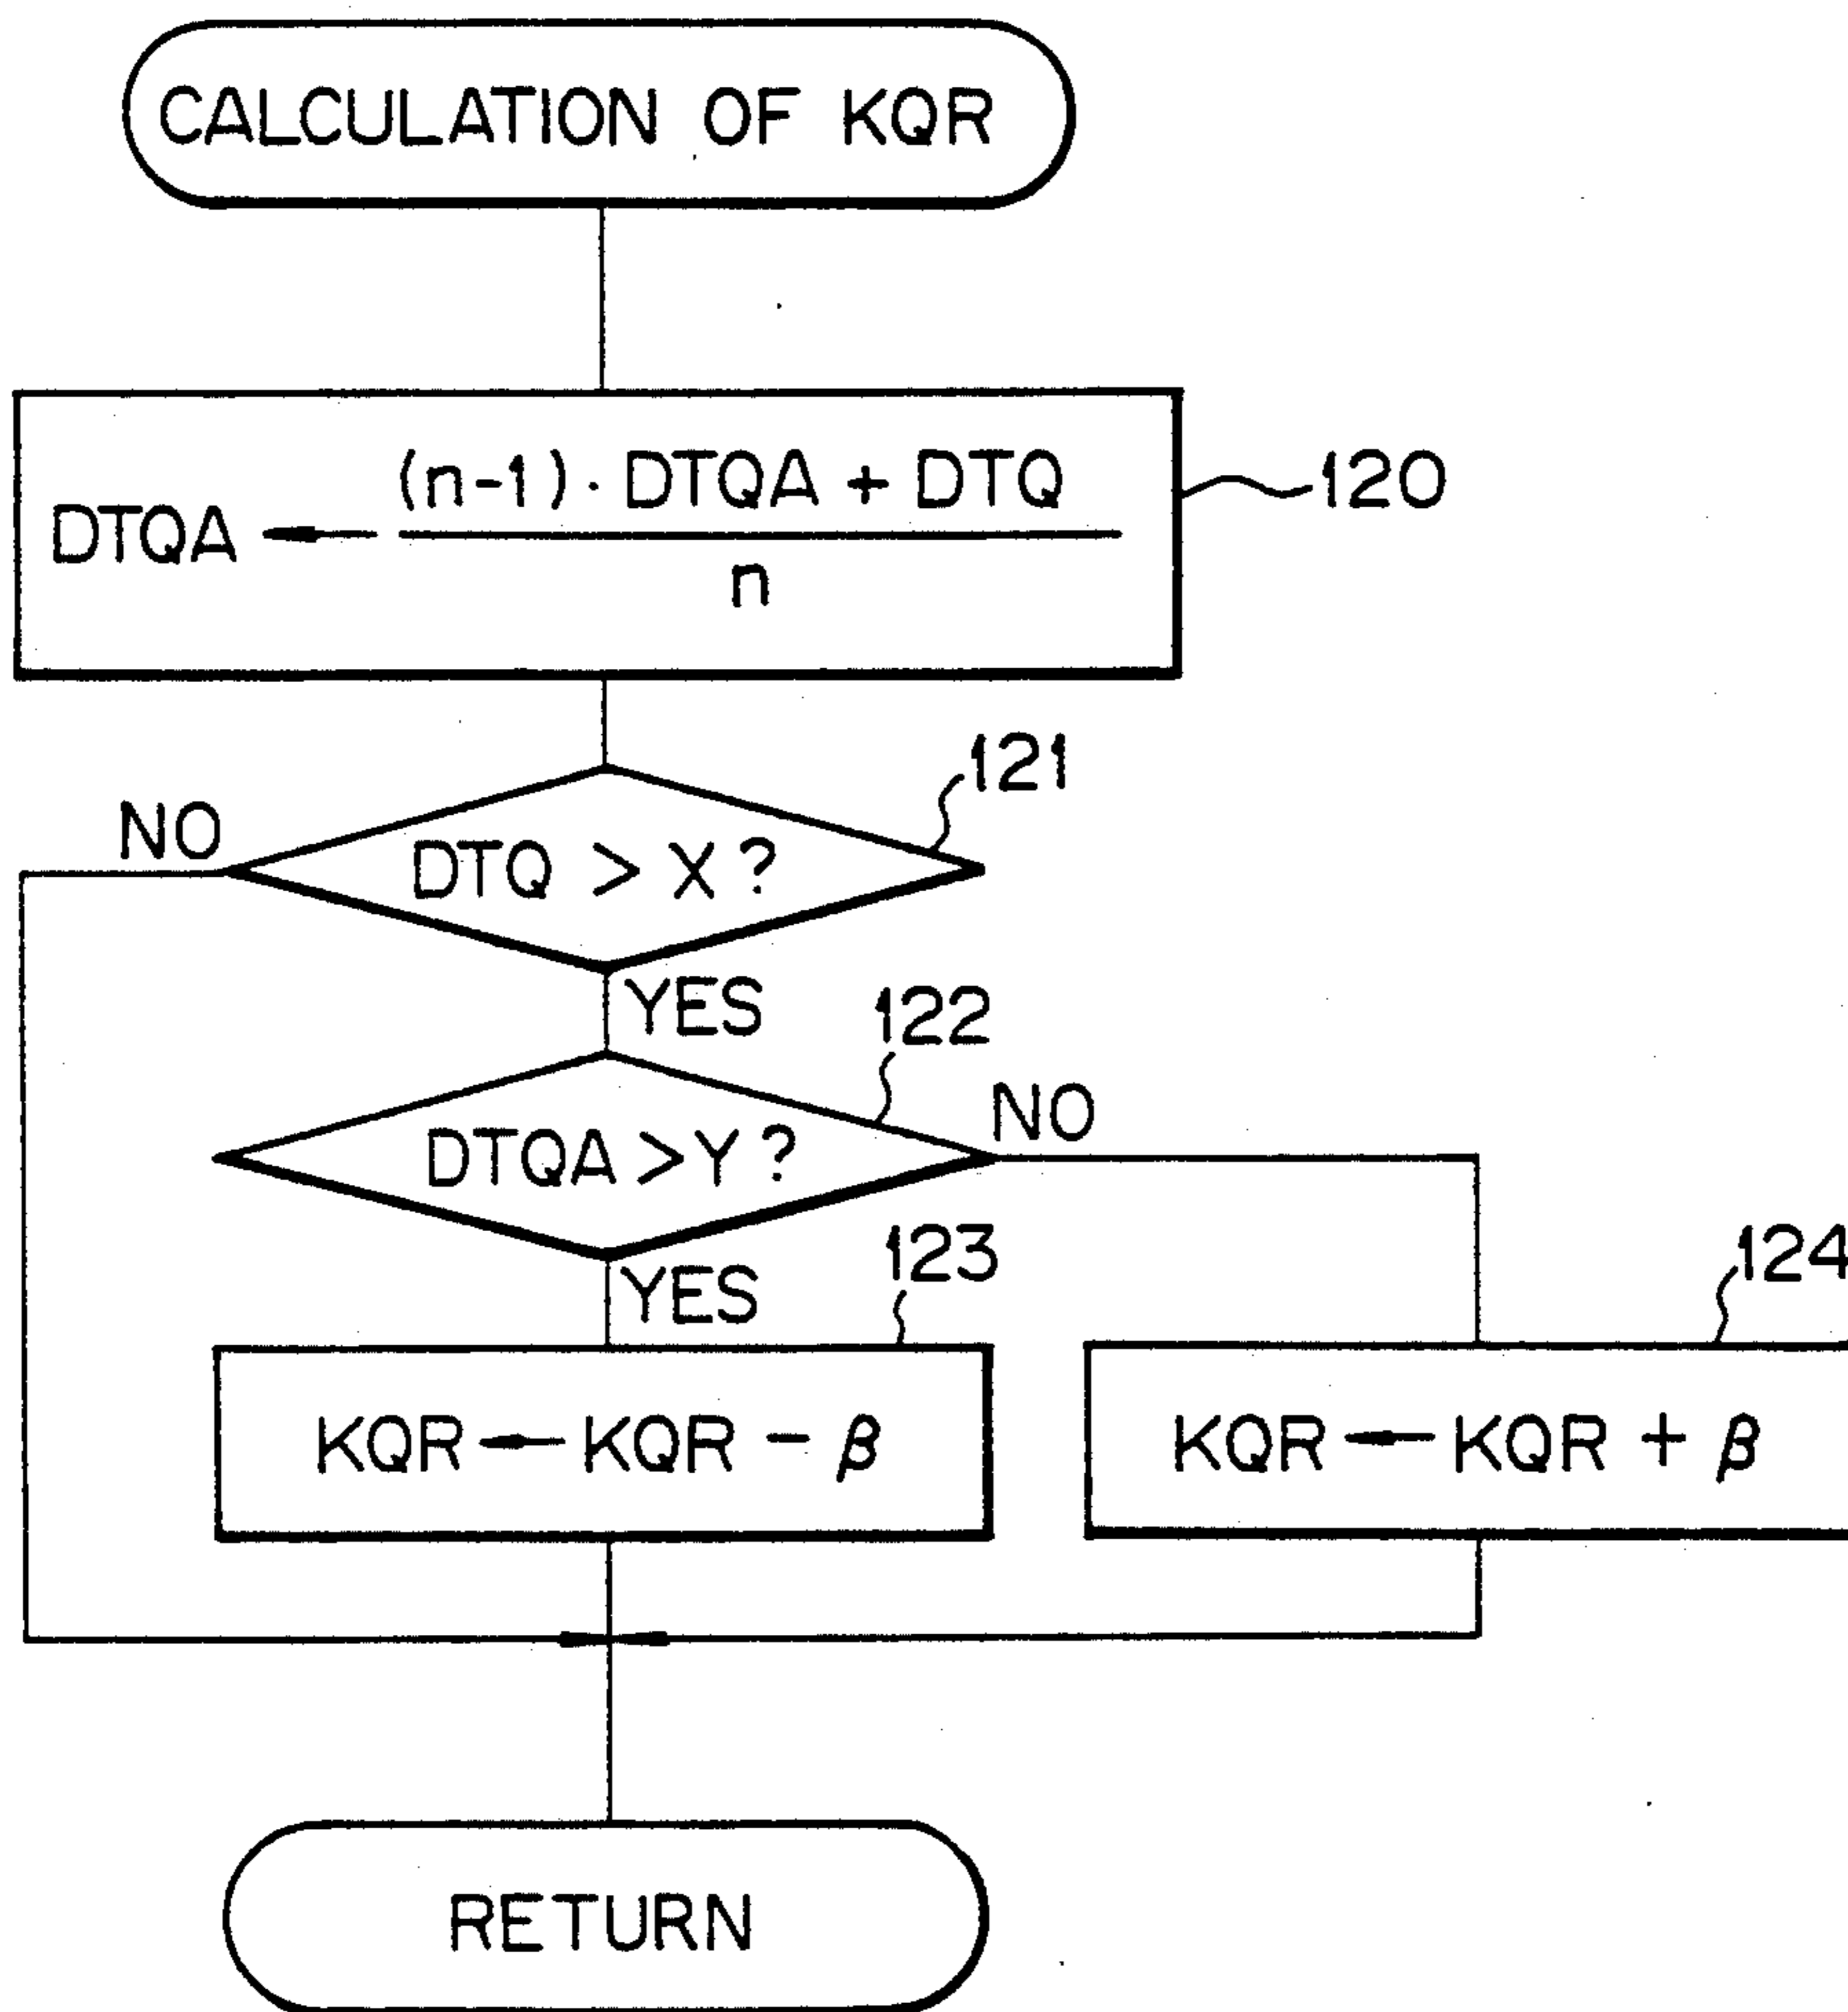 CALCULATION OF KQR
DTQA ← (n-1) · DTQA + DTQ
n
120
121
NO
DTQ > X ?
YES
122
NO
DTQA > Y ?
YES
123
124
KQR ← KQR - β
KQR ← KQR + β
RETURN